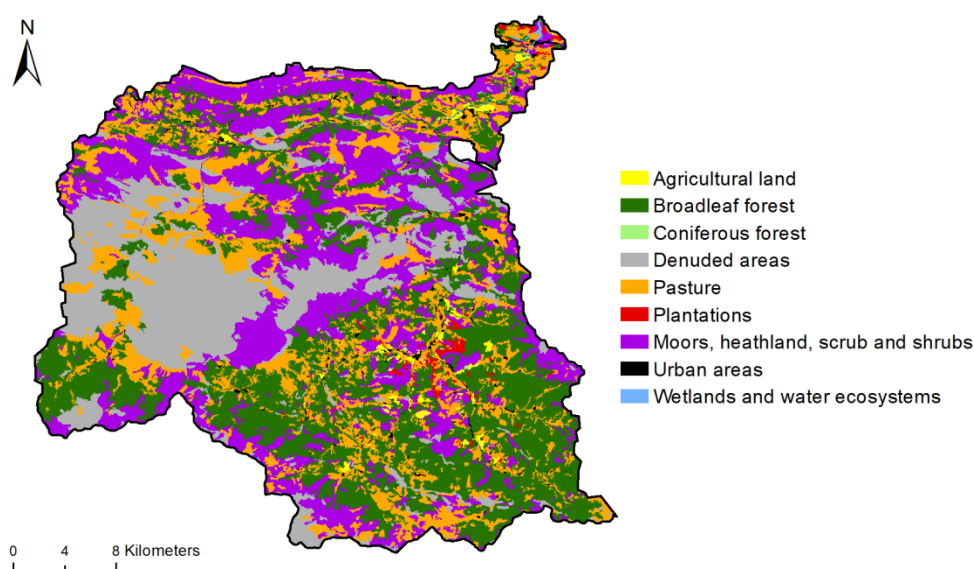 N
Agricultural land
Broadleaf forest
Coniferous forest
Denuded areas
Pasture
Plantations
Moors, heathland, scrub and shrubs
Urban areas
Wetlands and water ecosystems
0 4 8 Kilometers